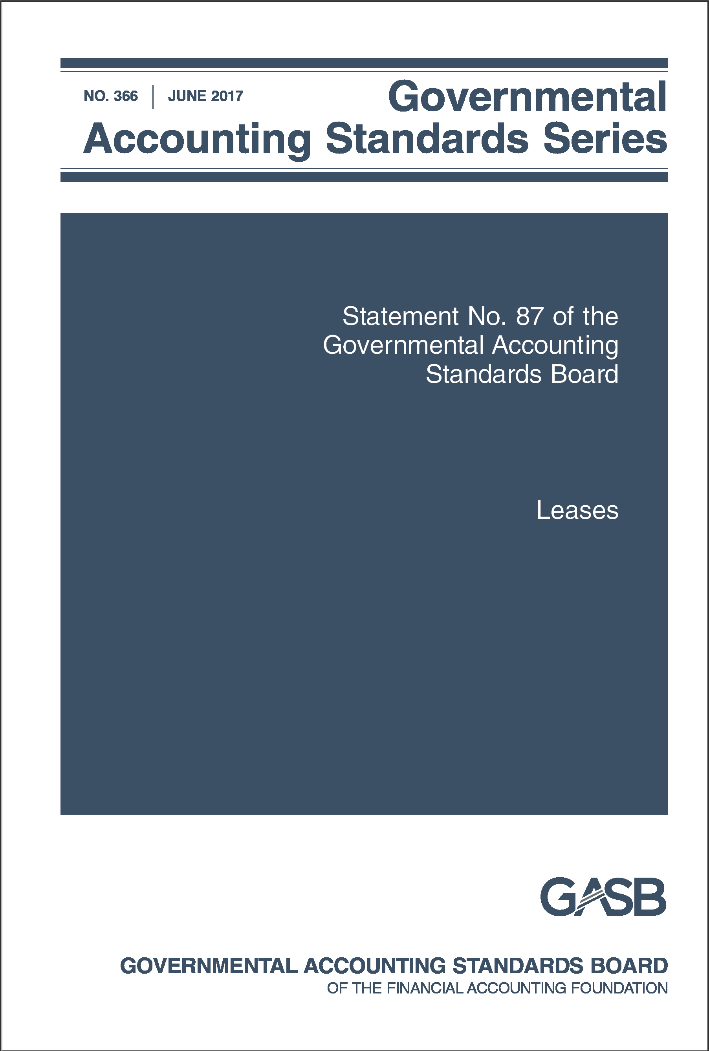 NO. 366 | JUNE 2017
Governmental
Accounting Standards Series
Statement No. 87 of the
Governmental Accounting
Standards Board
Leases
GASB
GOVERNMENTAL ACCOUNTING STANDARDS BOARD
OF THE FINANCIAL ACCOUNTING FOUNDATION